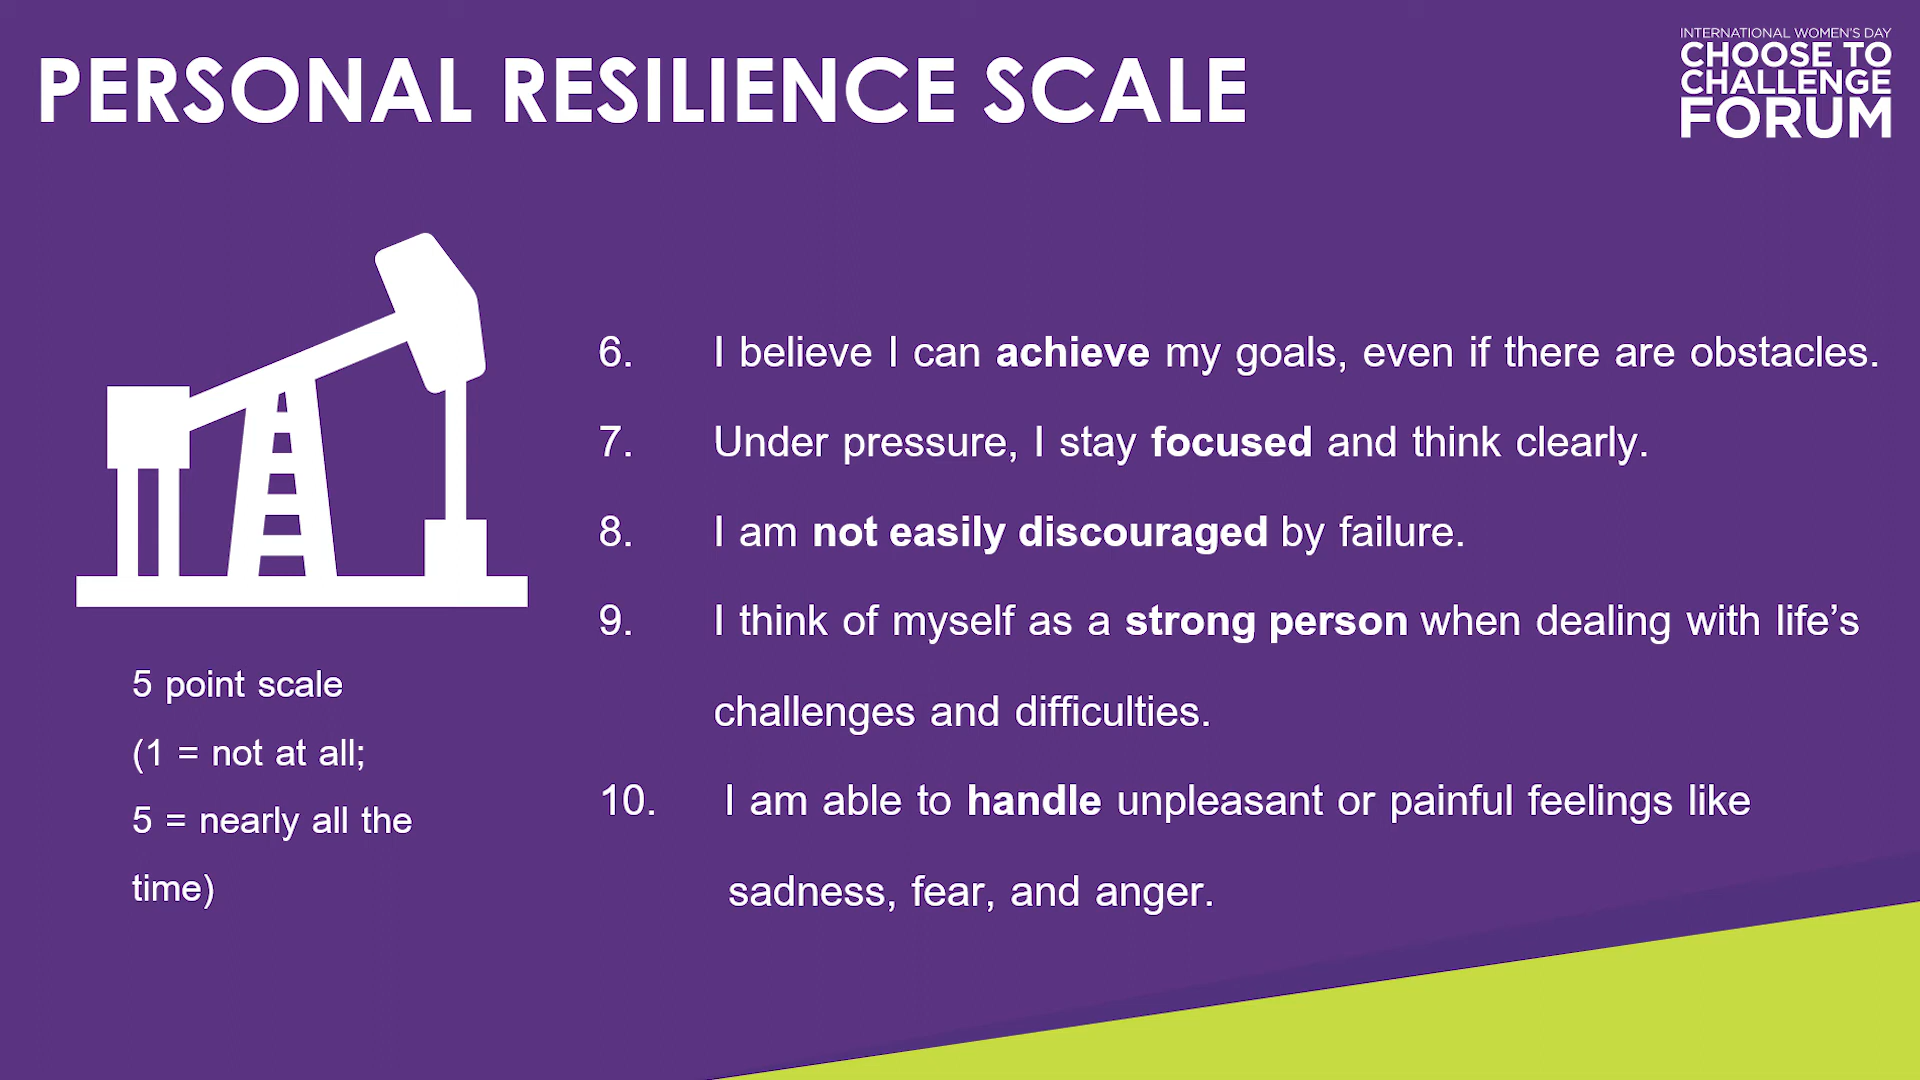 PERSONAL RESILIENCE SCALE
INTERNATIONAL WOMEN'S DAY
CHOOSE TO
CHALLENGE
FORUM
6. I believe I can achieve my goals, even if there are obstacles.
7. Under pressure, I stay focused and think clearly.
8. I am not easily discouraged by failure.
9. I think of myself as a strong person when dealing with life’s
challenges and difficulties.
10. I am able to handle unpleasant or painful feelings like
sadness, fear, and anger.
5 point scale
(1 = not at all;
5 = nearly all the
time)